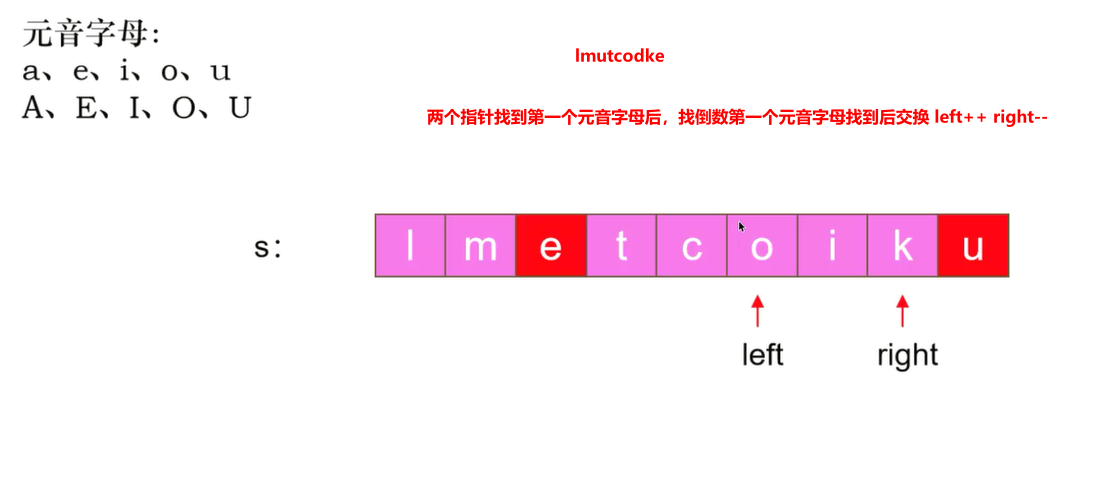 元音字母:
a、e、i、o、u
A、E、I、O、U
lmutcodke
两个指针找到第一个元音字母后，找倒数第一个元音字母找到后交换 left++ right--
s: l m e t c o i k u
left right